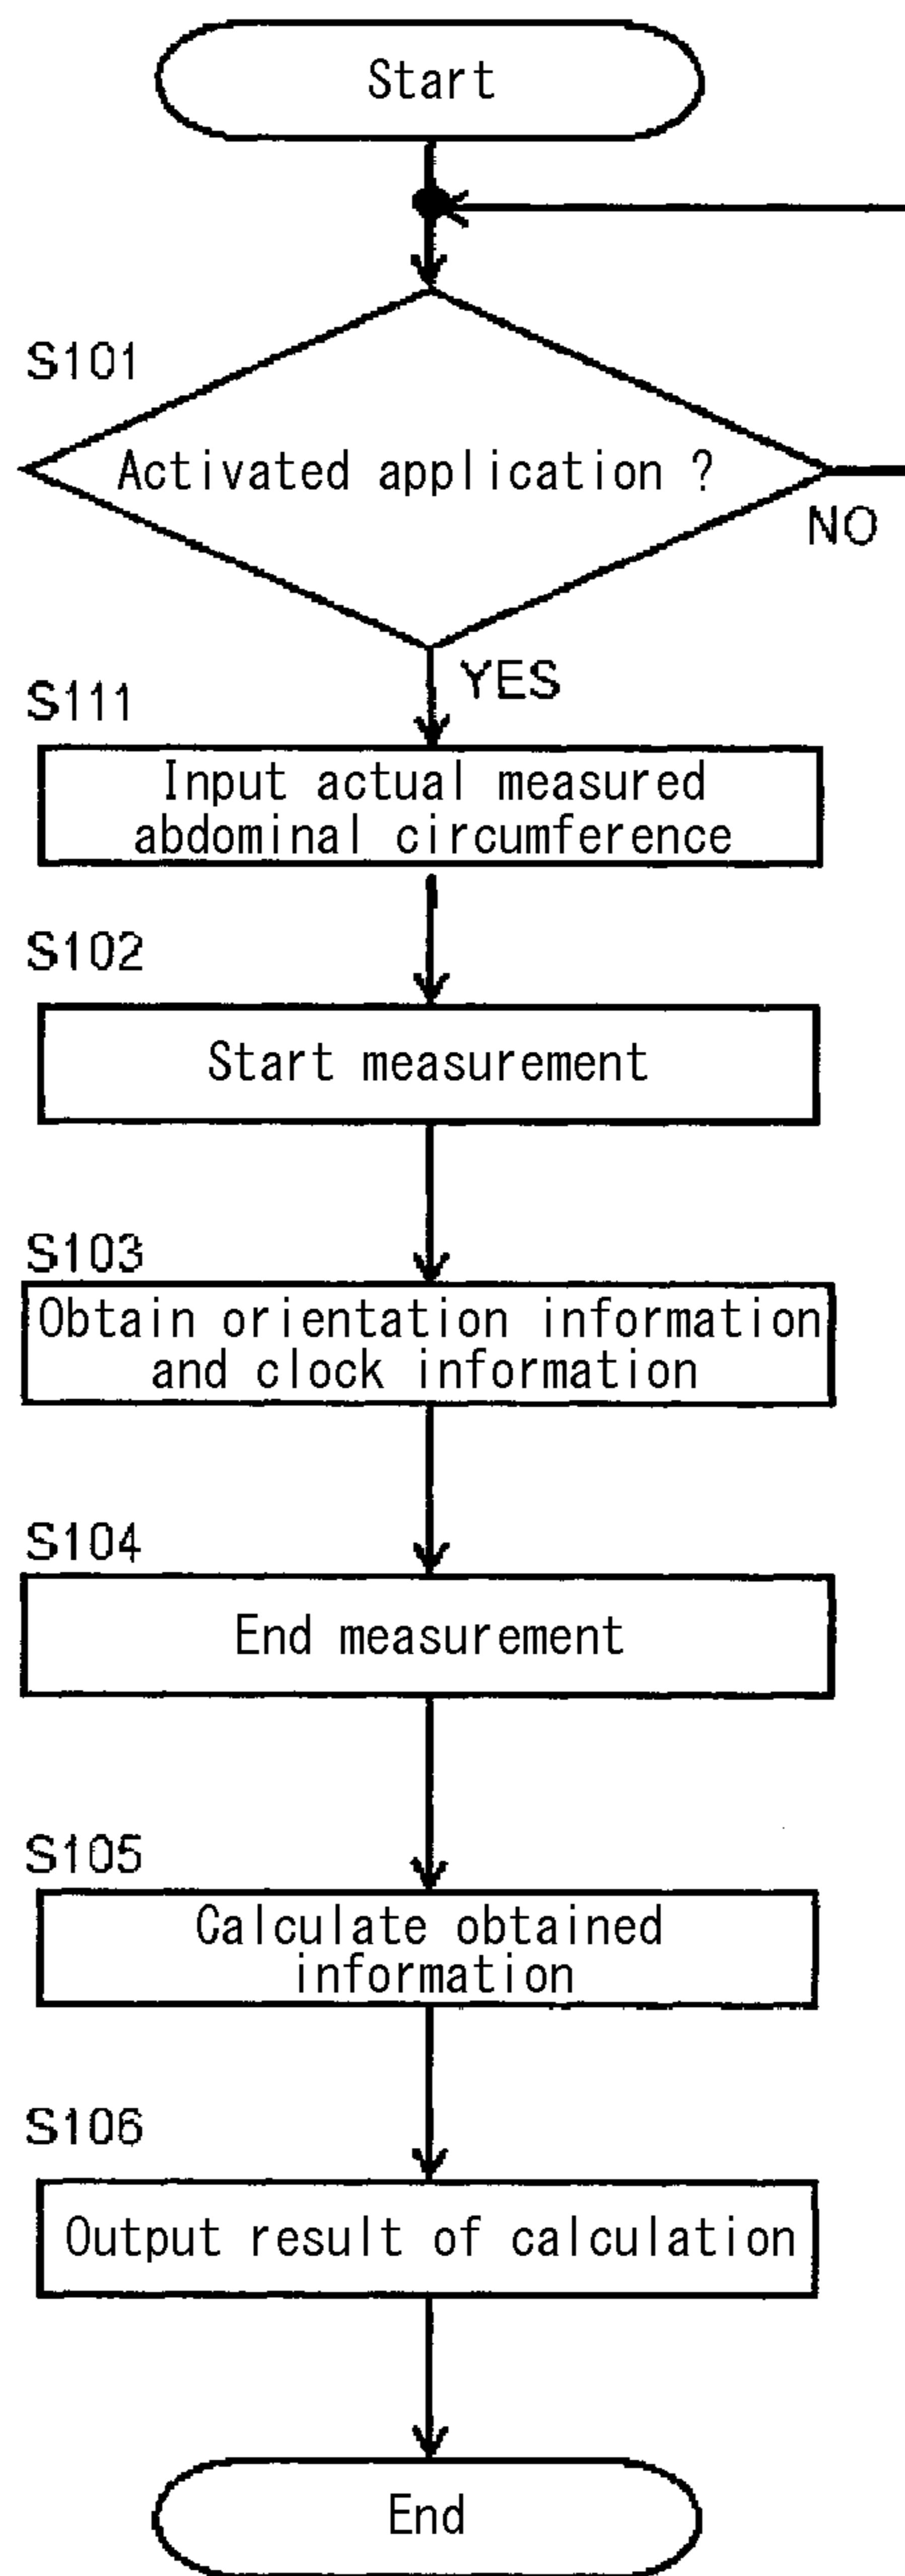 Start
S101
Activated application ?
NO
YES
S111
Input actual measured
abdominal circumference
S102
Start measurement
S103
Obtain orientation information
and clock information
S104
End measurement
S105
Calculate obtained
information
S106
Output result of calculation
End